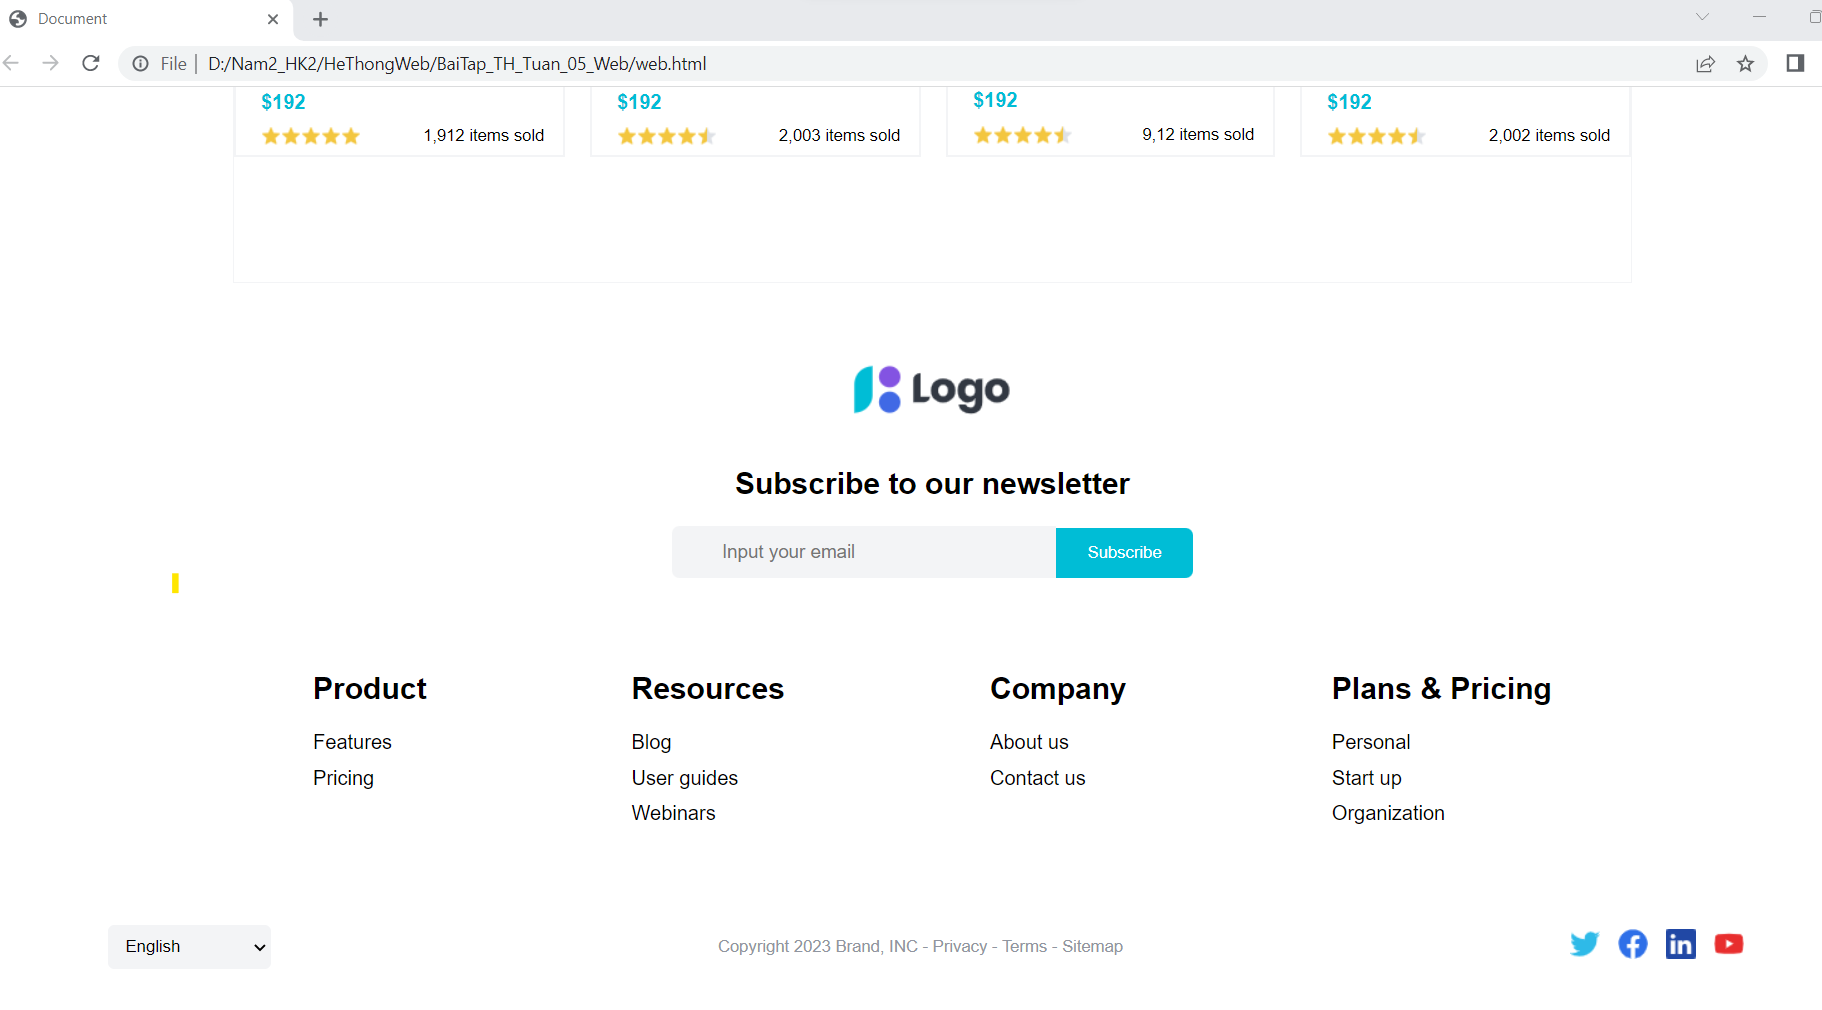 Document
File D:/Nam2_HK2/HeThongWeb/BaiTap_TH_Tuan_05_Web/web.html
$192 $192 $192 $192
1,912 items sold 2,003 items sold 9,12 items sold 2,002 items sold
Logo
Subscribe to our newsletter
Input your email Subscribe
Product Resources Company Plans & Pricing
Features Blog About us Personal
Pricing User guides Contact us Start up
Webinars Organization
English Copyright 2023 Brand, INC - Privacy - Terms - Sitemap in